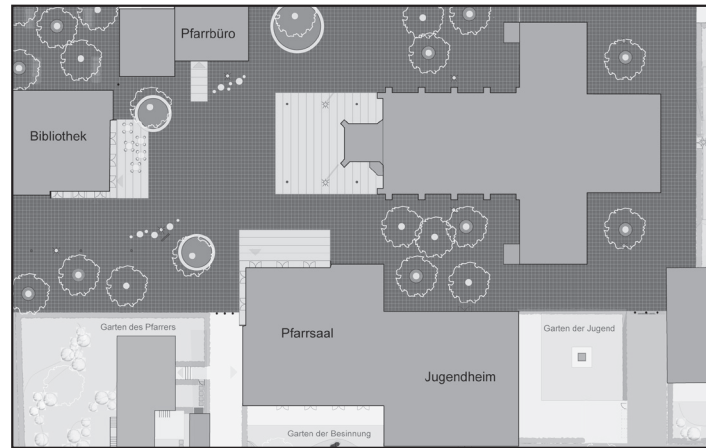 Pfarrbüro
Bibliothek
Garten des Pfarrers
Pfarrsaal
Garten der Jugend
Jugendheim
Garten der Besinnung